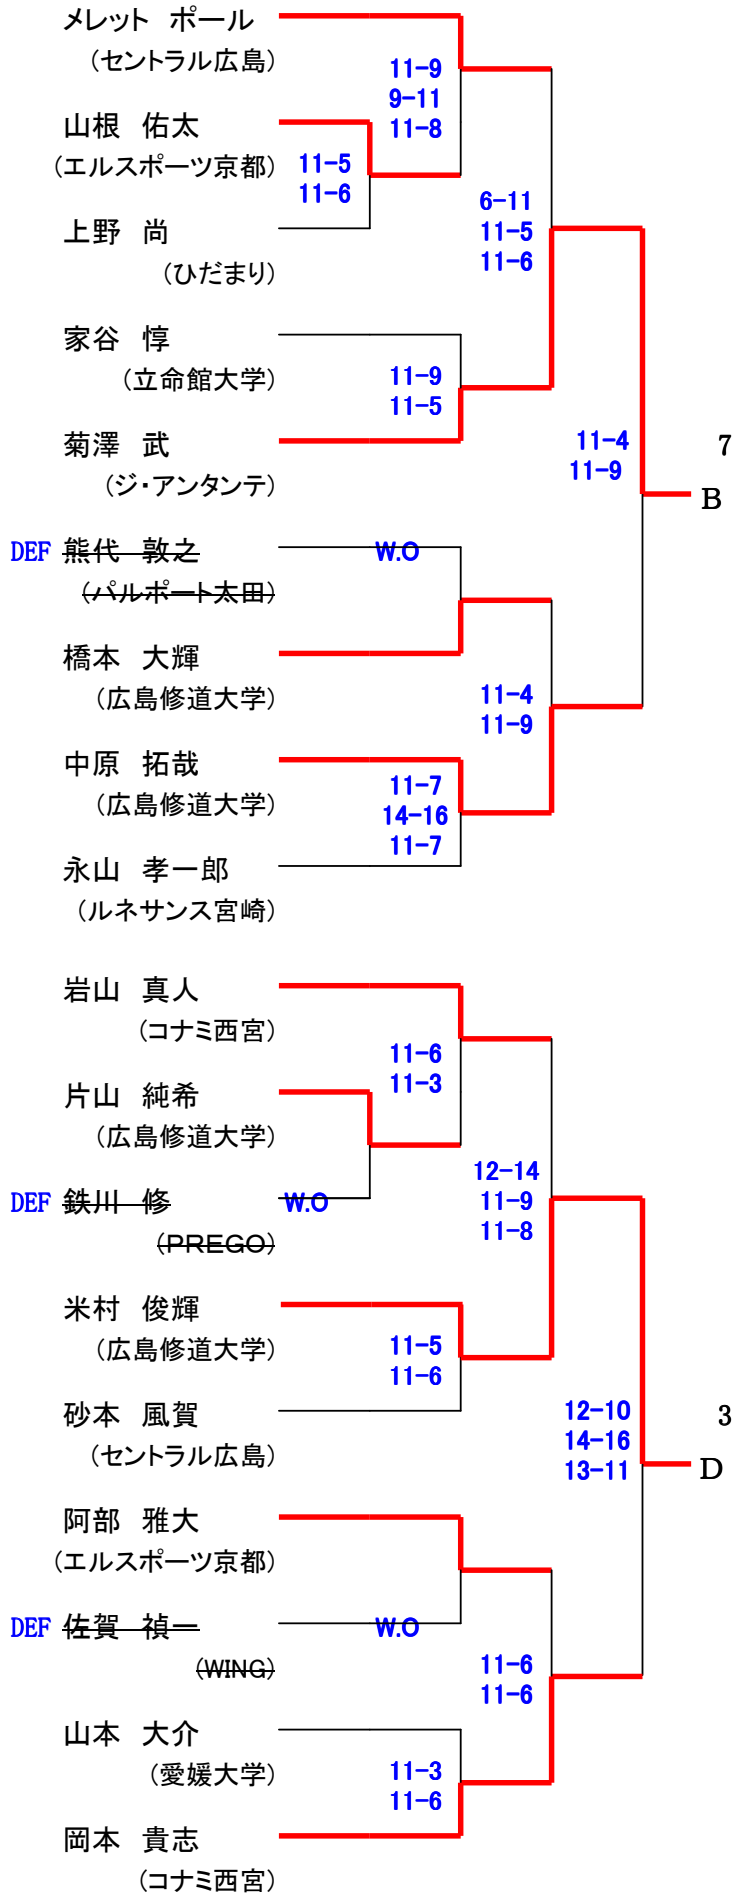 メレット ポール
(セントラル広島)
11-9
9-11
11-8
山根 佑太
(エルスポーツ京都)
11-5
11-6
6-11
11-5
11-6
上野 尚
(ひだまり)
家谷 惇
(立命館大学)
11-9
11-5
菊澤 武
(ジ・アンタンテ)
11-4
11-9
7
B
DEF 熊代 敦之
W.O
(パルポート太田)
橋本 大輝
(広島修道大学)
11-4
11-9
中原 拓哉
(広島修道大学)
11-7
14-16
11-7
永山 孝一郎
(ルネサンス宮崎)
岩山 真人
(コナミ西宮)
11-6
11-3
片山 純希
(広島修道大学)
12-14
11-9
11-8
DEF 鉄川 修
W.O
(PREGO)
米村 俊輝
(広島修道大学)
11-5
11-6
砂本 風賀
(セントラル広島)
12-10
14-16
13-11
3
D
阿部 雅大
(エルスポーツ京都)
DEF 佐賀 禎一
W.O
(WING)
11-6
11-6
山本 大介
(愛媛大学)
11-3
11-6
岡本 貴志
(コナミ西宮)